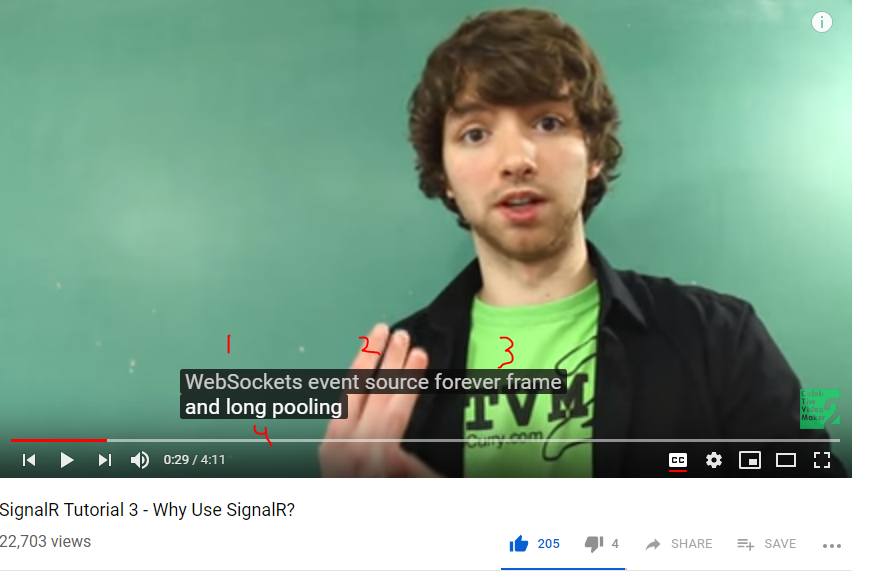 1 2 3
WebSockets event source forever frame
and long pooling
4
TVM
Curry.com
Celeb
The
Video
Maker
2
0:29 / 4:11
CC
SignalR Tutorial 3 - Why Use SignalR?
22,703 views
205 4 SHARE SAVE